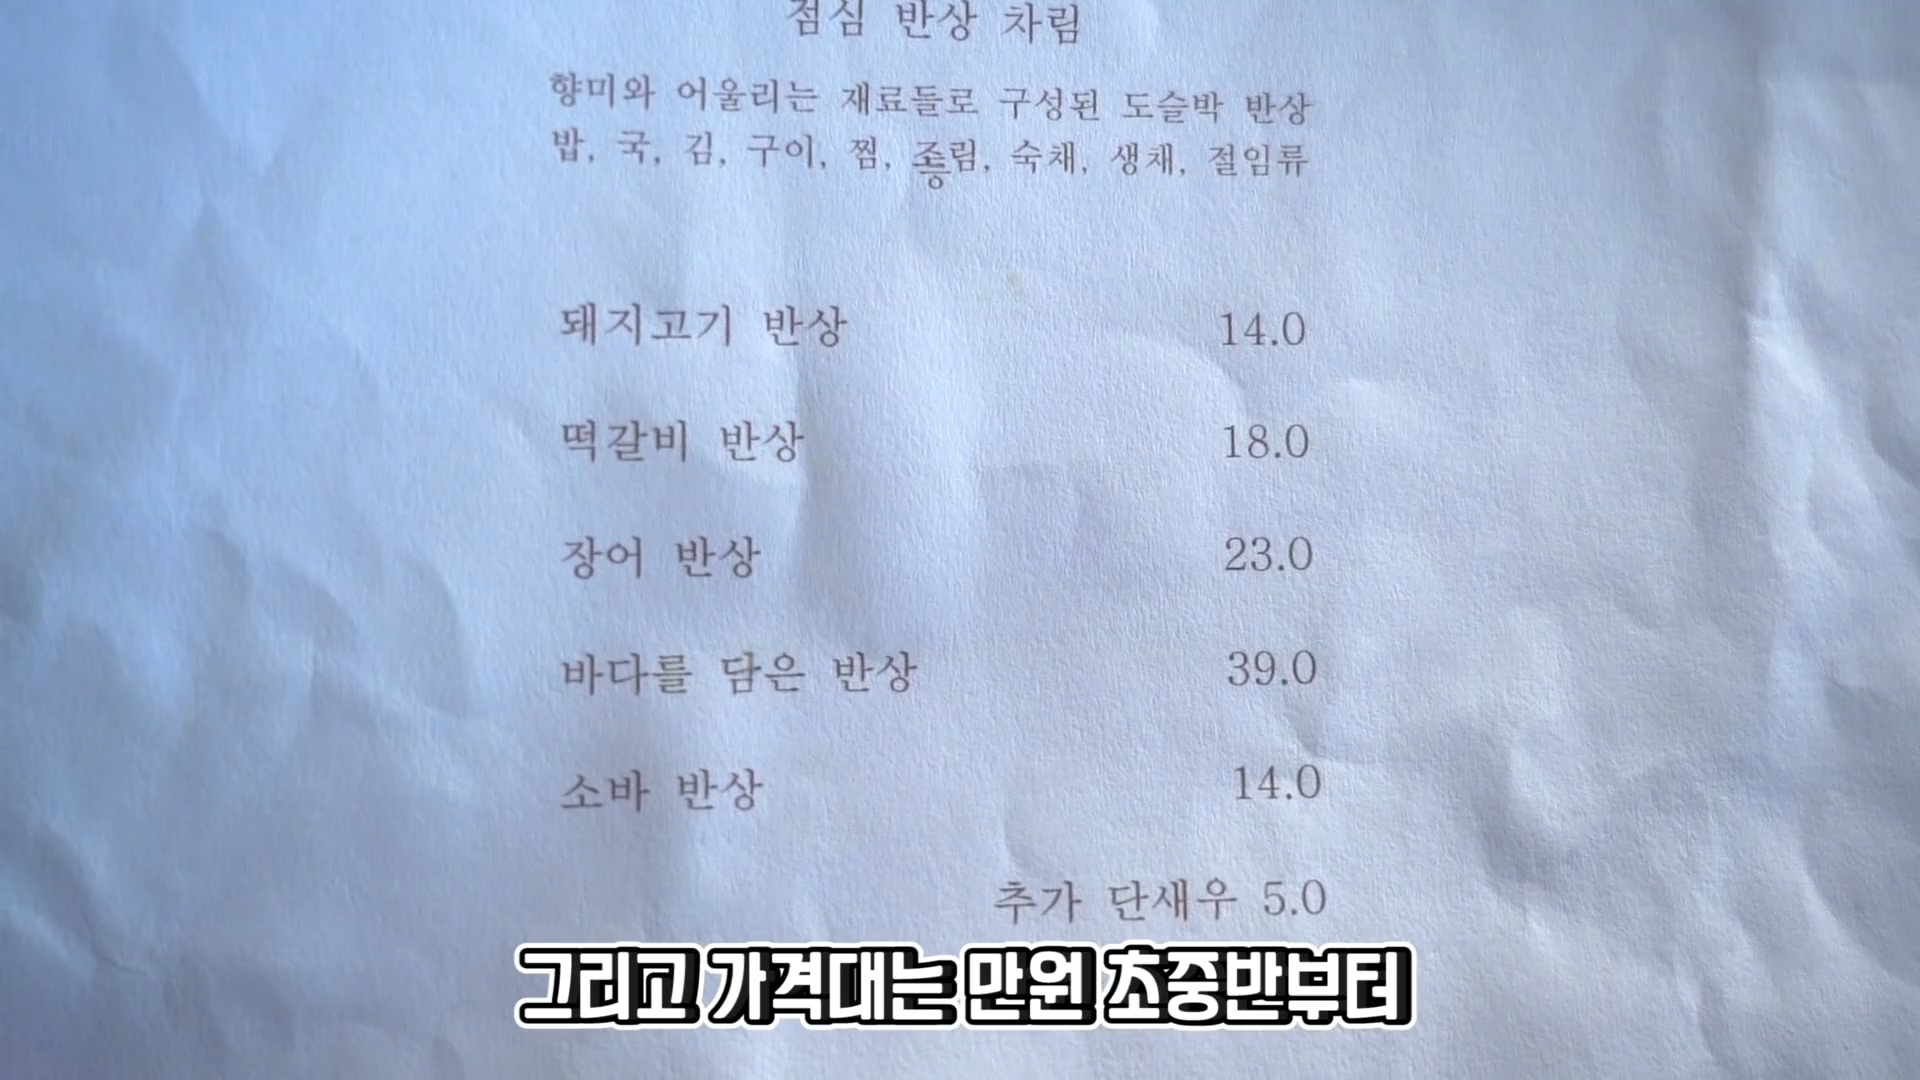 점심 반상 차림
향미와 어울리는 재료들로 구성된 도슬박 반상
밥, 국, 김, 구이, 찜, 조림, 숙채, 생채, 절임류
등
돼지고기 반상 14.0
떡갈비 반상 18.0
장어 반상 23.0
바다를 담은 반상 39.0
소바 반상 14.0
추가 단새우 5.0
그리고 가격대는 만원 초중반부터